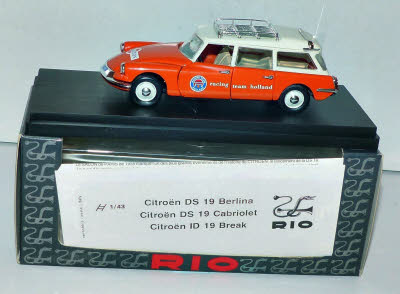 racing team holland
1/43
Citroën DS 19 Berlina
Citroën DS 19 Cabriolet
Citroën ID 19 Break
RIO
RIO